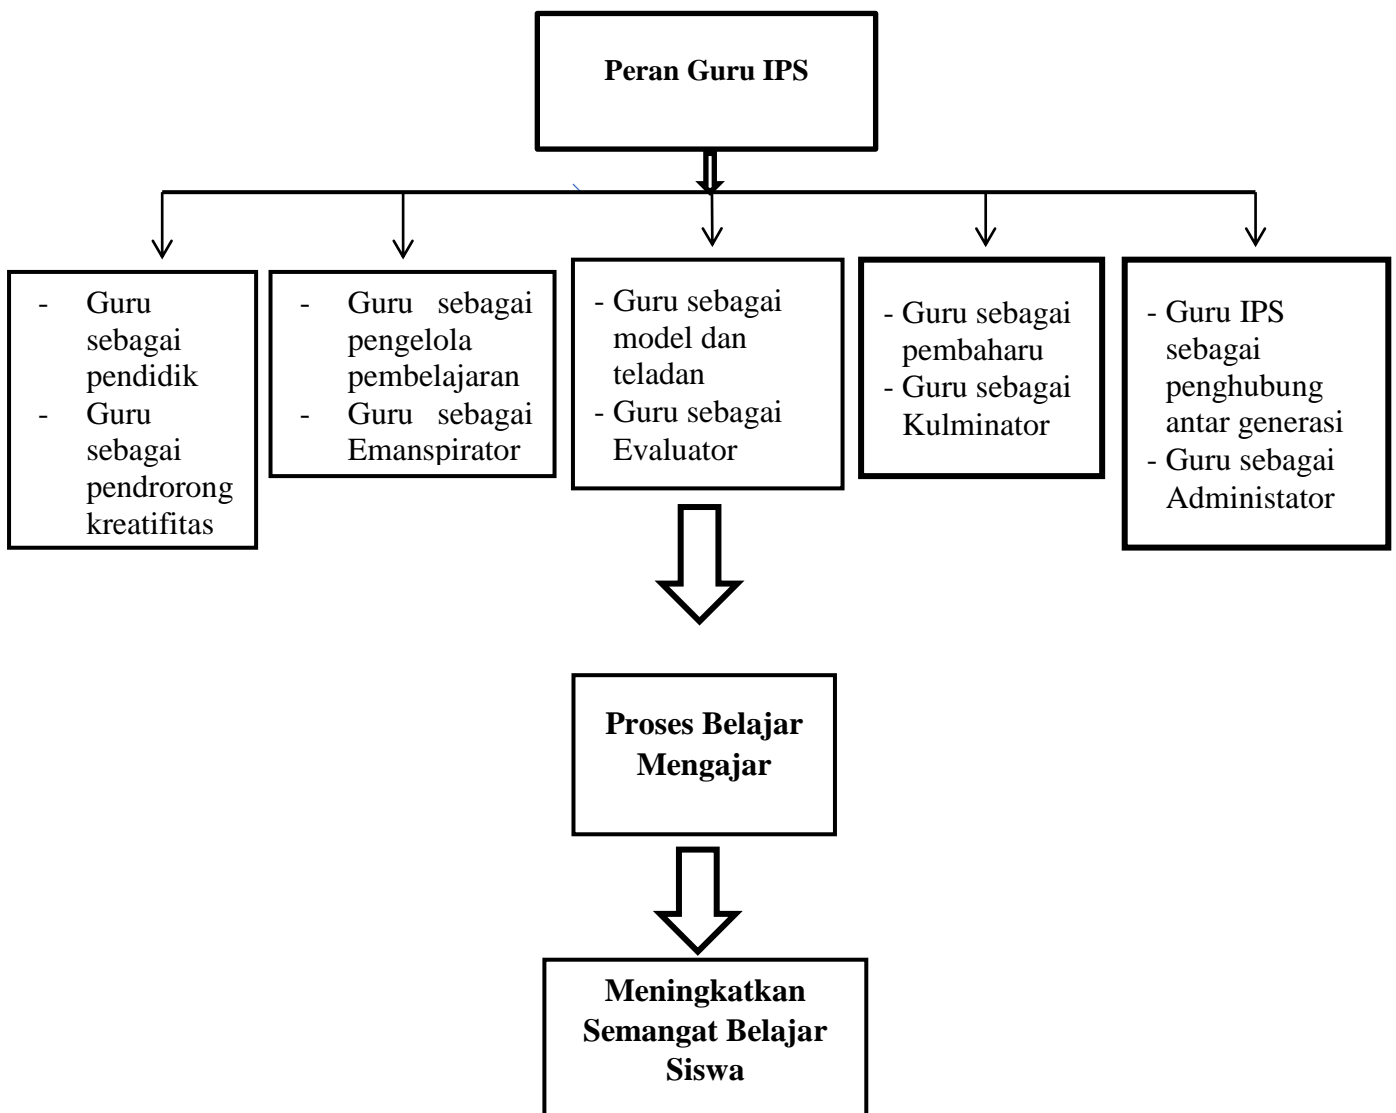 Peran Guru IPS
- Guru
sebagai
pendidik
- Guru
sebagai
pendrorong
kreatifitas
- Guru sebagai
pengelola
pembelajaran
- Guru sebagai
Emanspirator
- Guru sebagai
model dan
teladan
- Guru sebagai
Evaluator
- Guru sebagai
pembaharu
- Guru sebagai
Kulminator
- Guru IPS
sebagai
penghubung
antar generasi
- Guru sebagai
Administator
Proses Belajar
Mengajar
Meningkatkan
Semangat Belajar
Siswa